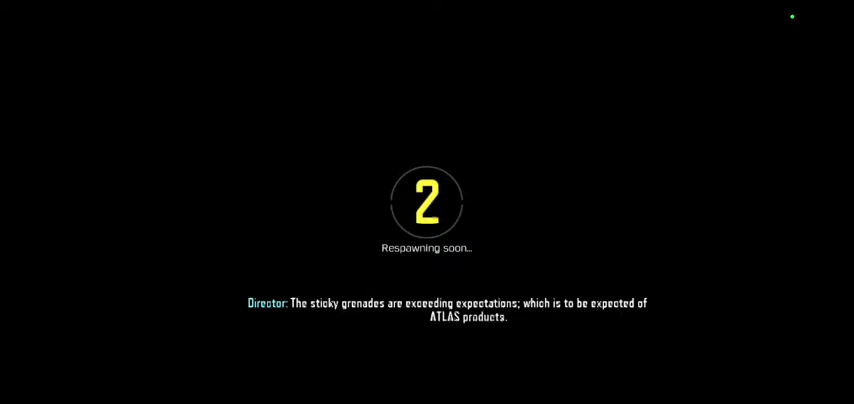 2
Respawning soon...
Director: The sticky grenades are exceeding expectations; which is to be expected of
ATLAS products.